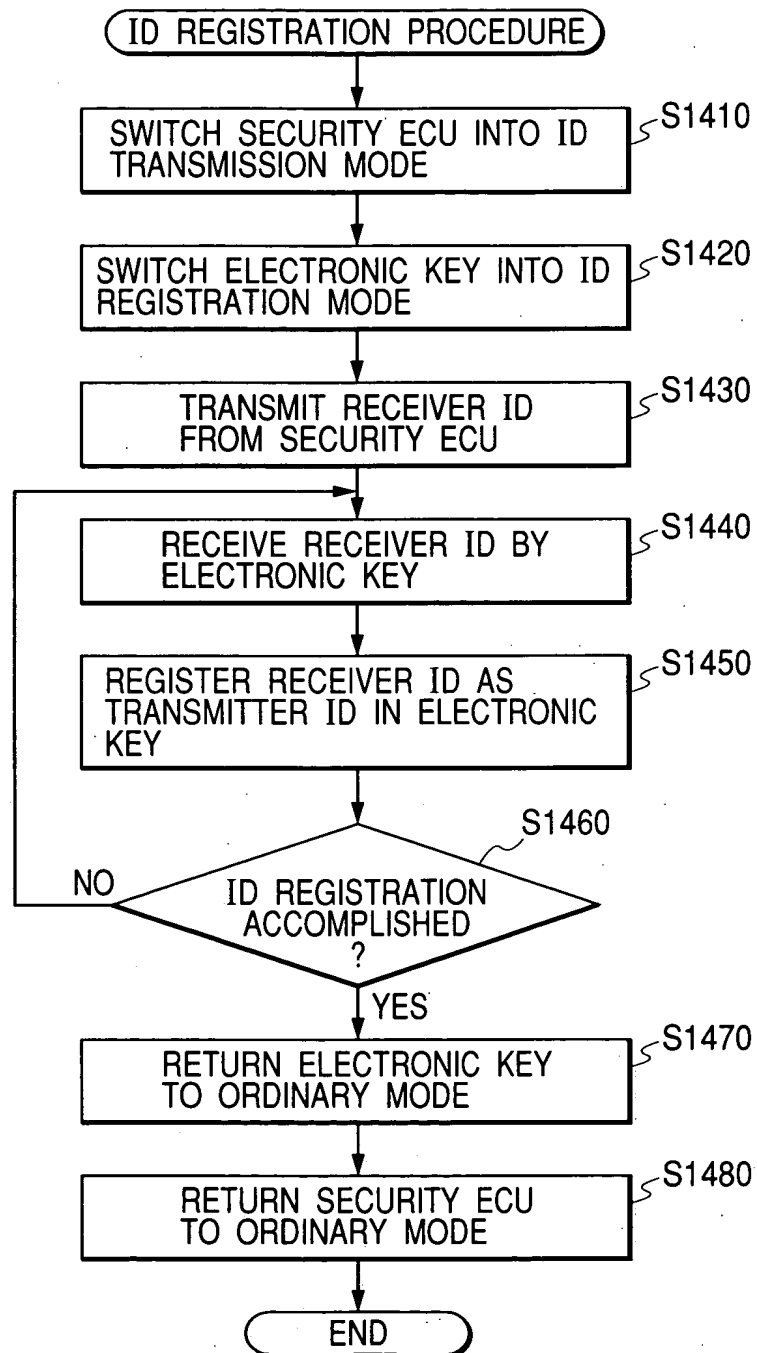 ID REGISTRATION PROCEDURE
S1410
SWITCH SECURITY ECU INTO ID
TRANSMISSION MODE
S1420
SWITCH ELECTRONIC KEY INTO ID
REGISTRATION MODE
S1430
TRANSMIT RECEIVER ID
FROM SECURITY ECU
S1440
RECEIVE RECEIVER ID BY
ELECTRONIC KEY
S1450
REGISTER RECEIVER ID AS
TRANSMITTER ID IN ELECTRONIC
KEY
S1460
NO
ID REGISTRATION
ACCOMPLISHED
?
YES
S1470
RETURN ELECTRONIC KEY
TO ORDINARY MODE
S1480
RETURN SECURITY ECU
TO ORDINARY MODE
END